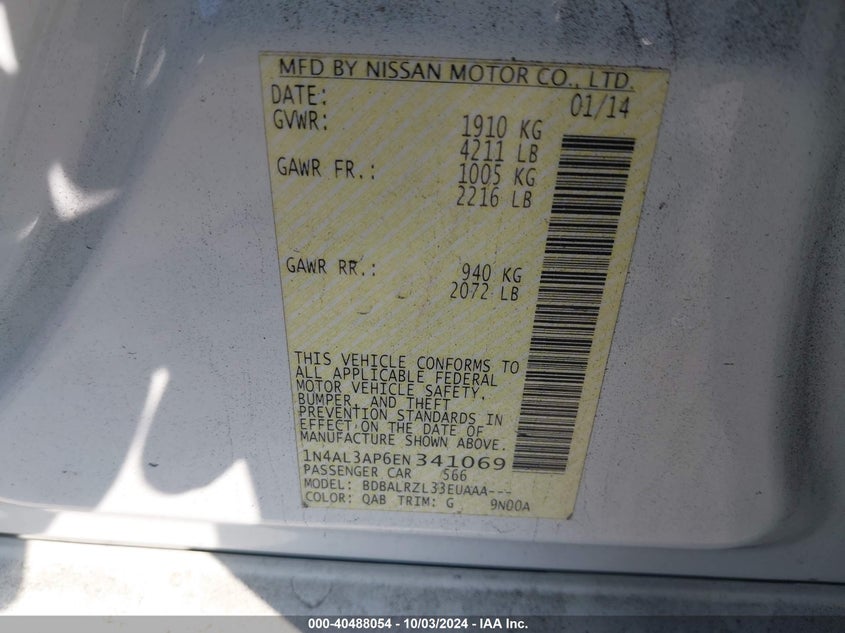 MFD BY NISSAN MOTOR CO., LTD.
DATE: 01/14
GVWR: 1910 KG
4211 LB
GAWR FR.: 1005 KG
2216 LB
GAWR RR.: 940 KG
2072 LB
THIS VEHICLE CONFORMS TO
ALL APPLICABLE FEDERAL
MOTOR VEHICLE SAFETY,
BUMPER, AND THEFT
PREVENTION STANDARDS IN
EFFECT ON THE DATE OF
MANUFACTURE SHOWN ABOVE.
1N4AL3AP6EN341069
PASSENGER CAR 566
MODEL: BDBALRZL33EUAAA---
COLOR: QAB TRIM: G 9N00A
000-40488054 - 10/03/2024 - IAA Inc.